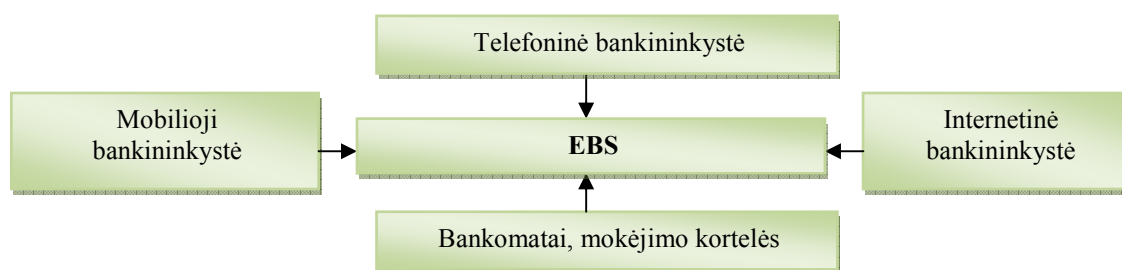 Telefoninė bankininkystė
Mobilioji
bankininkystė
EBS
Internetinė
bankininkystė
Bankomatai, mokėjimo kortelės